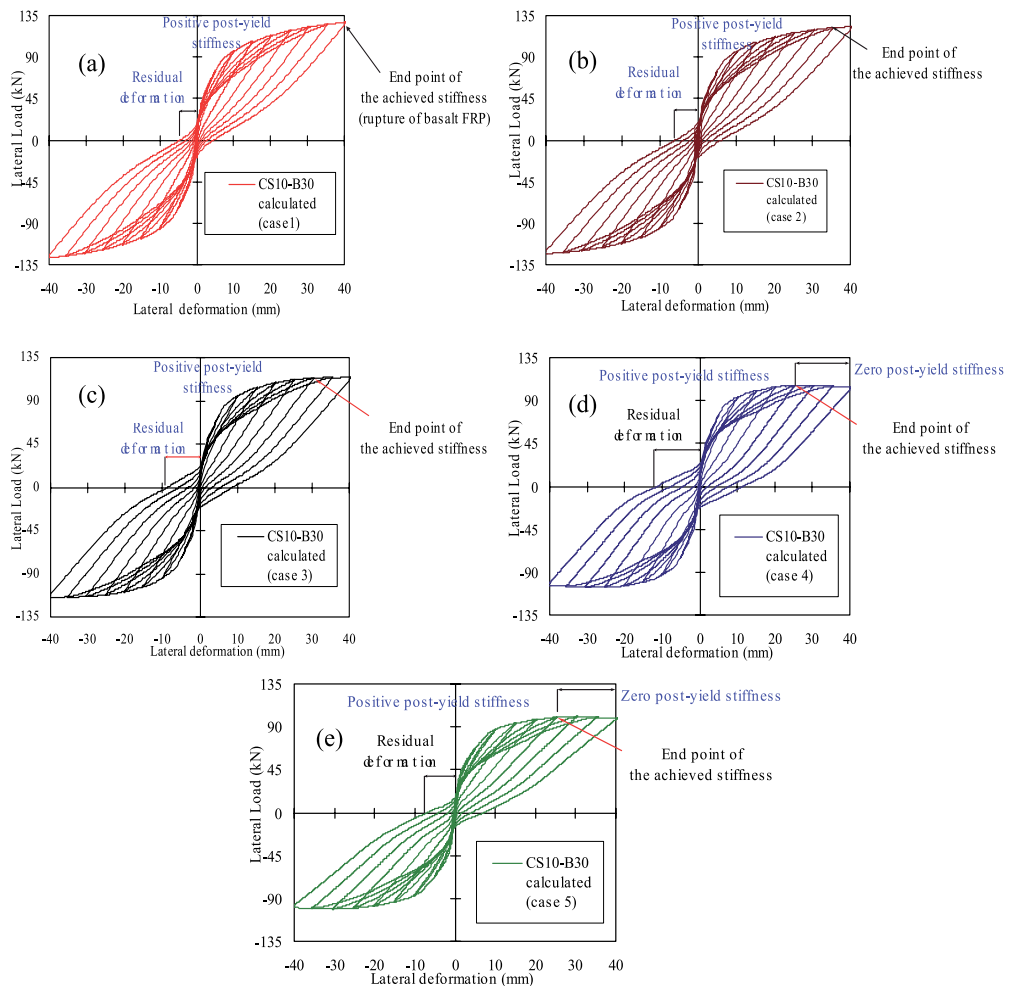 135
90
45
0
-45
-90
-135
Lateral Load (kN)
(a)
Positive post-yield
stiffness
Residual
deformation
End point of
the achieved stiffness
(rupture of basalt FRP)
CS10-B30
calculated
(case1)
-40 -30 -20 -10 0 10 20 30 40
Lateral deformation (mm)
135
90
45
0
-45
-90
-135
Lateral Load (kN)
(b)
Positive post-yield
stiffness
Residual
deformation
End point of
the achieved stiffness
CS10-B30
calculated
(case 2)
-40 -30 -20 -10 0 10 20 30 40
Lateral deformation (mm)
135
90
45
0
-45
-90
-135
Lateral Load (kN)
(c)
Positive post-yield
stiffness
Residual
deformation
End point of
the achieved stiffness
CS10-B30
calculated
(case 3)
-40 -30 -20 -10 0 10 20 30 40
Lateral deformation (mm)
135
90
45
0
-45
-90
-135
Lateral Load (kN)
Positive post-yield stiffness
Zero post-yield stiffness
(d)
Residual
deformation
End point of
the achieved stiffness
CS10-B30
calculated
(case 4)
-40 -30 -20 -10 0 10 20 30 40
Lateral deformation (mm)
135
90
45
0
-45
-90
-135
Lateral Load (kN)
Positive post-yield stiffness
Zero post-yield stiffness
(e)
Residual
deformation
End point of
the achieved stiffness
CS10-B30
calculated
(case 5)
-40 -30 -20 -10 0 10 20 30 40
Lateral deformation (mm)